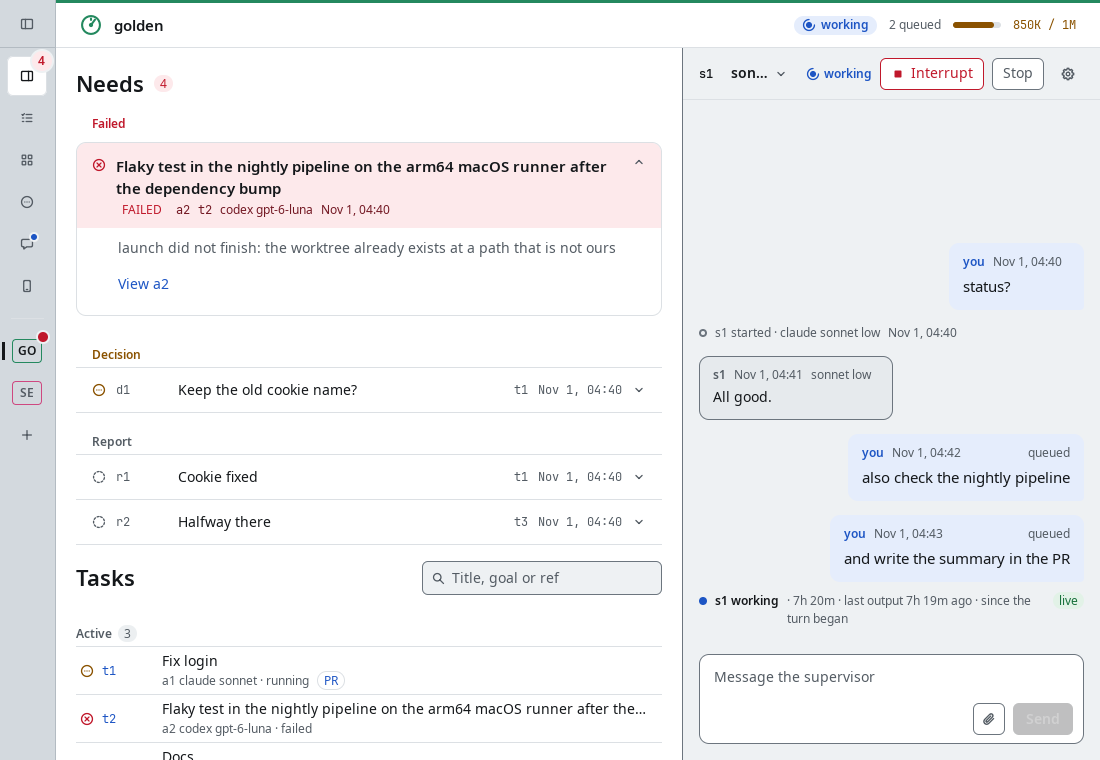 golden
working
2 queued
850K / 1M
4
GO
SE
Needs 4
Failed
Flaky test in the nightly pipeline on the arm64 macOS runner after
the dependency bump
FAILED a2 t2 codex gpt-6-luna Nov 1, 04:40
launch did not finish: the worktree already exists at a path that is not ours
View a2
Decision
d1 Keep the old cookie name? t1 Nov 1, 04:40
Report
r1 Cookie fixed t1 Nov 1, 04:40
r2 Halfway there t3 Nov 1, 04:40
Tasks
Title, goal or ref
Active 3
t1 Fix login
a1 claude sonnet · running PR
t2 Flaky test in the nightly pipeline on the arm64 macOS runner after the…
a2 codex gpt-6-luna · failed
Docs
s1 son… working Interrupt Stop
you Nov 1, 04:40
status?
s1 started · claude sonnet low Nov 1, 04:40
s1 Nov 1, 04:41 sonnet low
All good.
you Nov 1, 04:42 queued
also check the nightly pipeline
you Nov 1, 04:43 queued
and write the summary in the PR
s1 working · 7h 20m · last output 7h 19m ago · since the live
turn began
Message the supervisor
Send